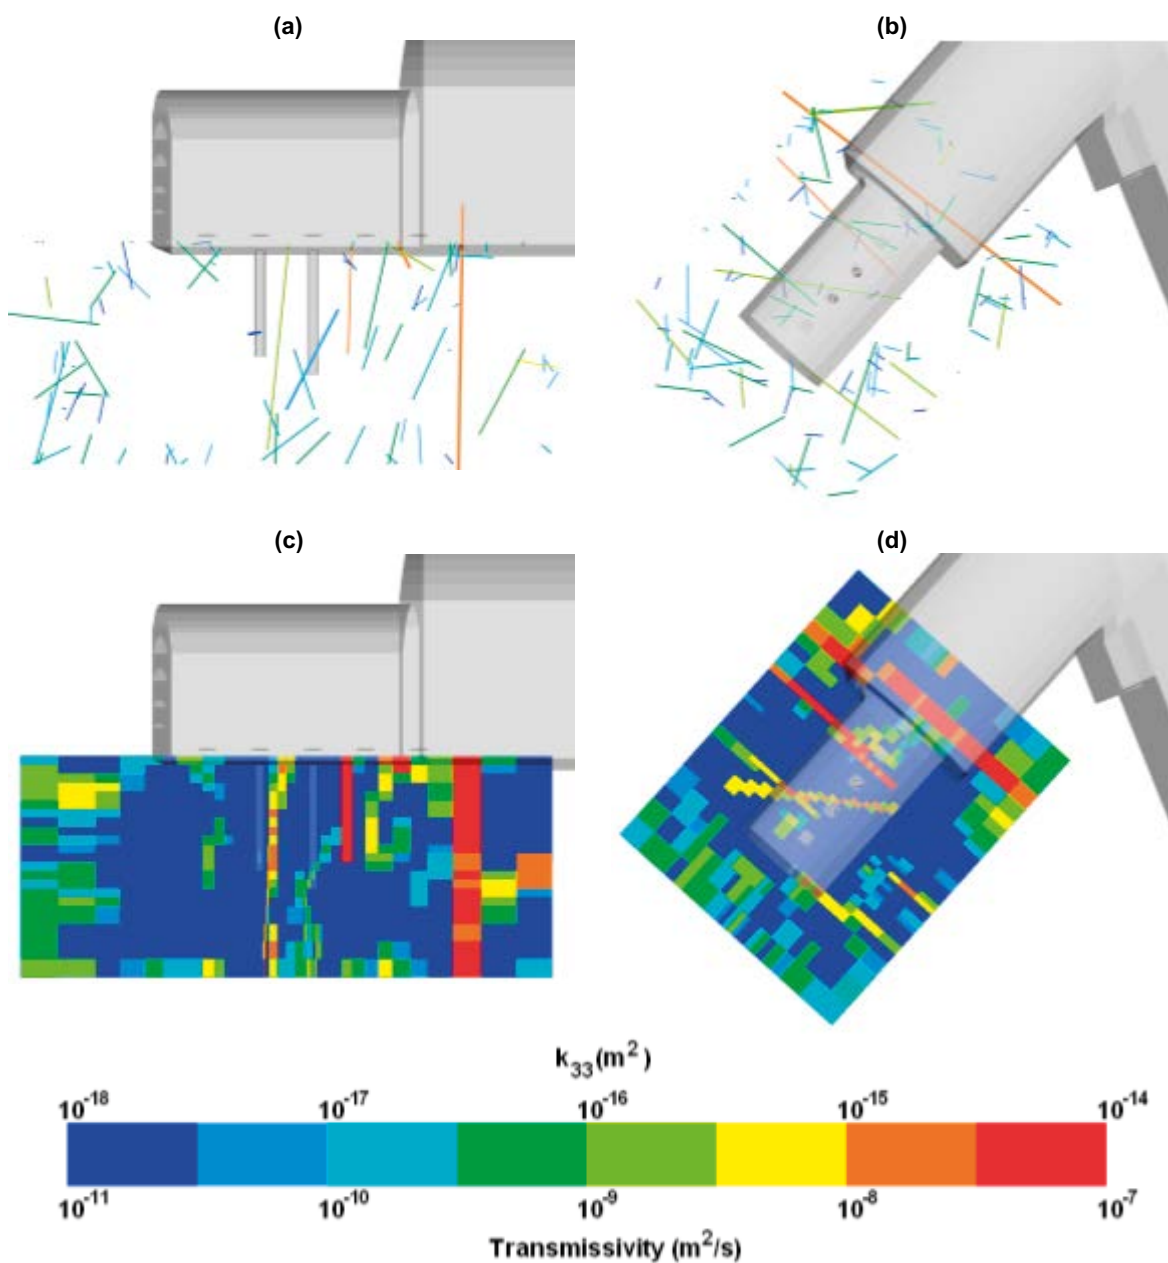 (a)
(b)
(c)
(d)
k₃₃(m²)
10⁻¹⁸ 10⁻¹⁷ 10⁻¹⁶ 10⁻¹⁵ 10⁻¹⁴
10⁻¹¹ 10⁻¹⁰ 10⁻⁹ 10⁻⁸ 10⁻⁷
Transmissivity (m²/s)